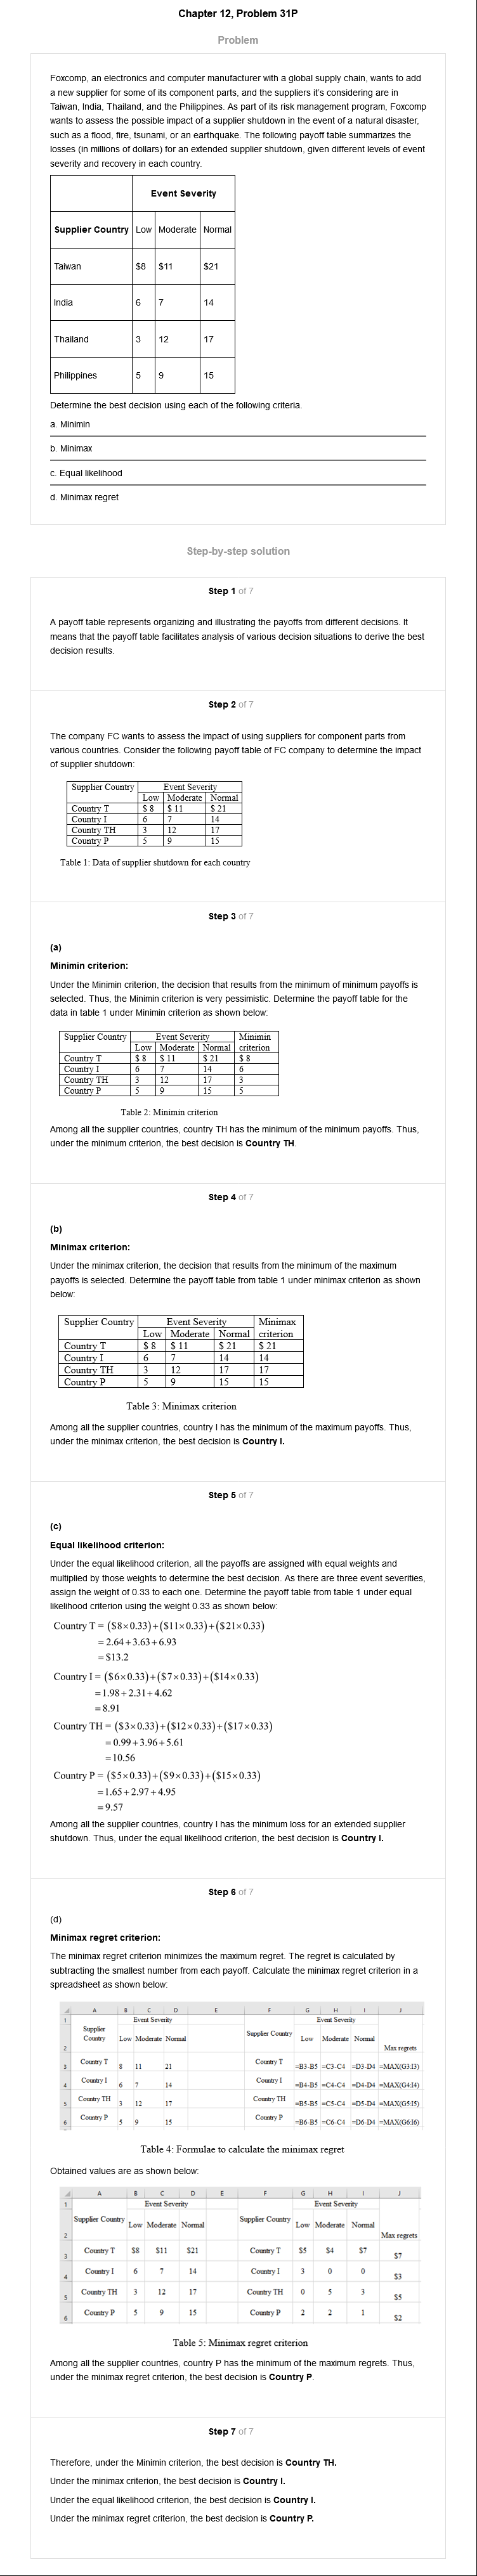 Chapter 12, Problem 31P
Problem
Foxcomp, an electronics and computer manufacturer with a global supply chain, wants to add
a new supplier for some of its component parts, and the suppliers it's considering are in
Taiwan, India, Thailand, and the Philippines. As part of its risk management program, Foxcomp
wants to assess the possible impact of a supplier shutdown in the event of a natural disaster,
such as a flood, fire, tsunami, or an earthquake. The following payoff table summarizes the
losses (in millions of dollars) for an extended supplier shutdown, given different levels of event
severity and recovery in each country.
Event Severity
Supplier Country Low Moderate Normal
Taiwan $8 $11 $21
India 6 7 14
Thailand 3 12 17
Philippines 5 9 15
Determine the best decision using each of the following criteria.
a. Minimin
b. Minimax
c. Equal likelihood
d. Minimax regret
Step-by-step solution
Step 1 of 7
A payoff table represents organizing and illustrating the payoffs from different decisions. It
means that the payoff table facilitates analysis of various decision situations to derive the best
decision results.
Step 2 of 7
The company FC wants to assess the impact of using suppliers for component parts from
various countries. Consider the following payoff table of FC company to determine the impact
of supplier shutdown:
Supplier Country Event Severity
Low Moderate Normal
Country T $ 8 $ 11 $ 21
Country I 6 7 14
Country TH 3 12 17
Country P 5 9 15
Table 1: Data of supplier shutdown for each country
Step 3 of 7
(a)
Minimin criterion:
Under the Minimin criterion, the decision that results from the minimum of minimum payoffs is
selected. Thus, the Minimin criterion is very pessimistic. Determine the payoff table for the
data in table 1 under Minimin criterion as shown below:
Supplier Country Event Severity Minimin
Low Moderate Normal criterion
Country T $ 8 $ 11 $ 21 $ 8
Country I 6 7 14 6
Country TH 3 12 17 3
Country P 5 9 15 5
Table 2: Minimin criterion
Among all the supplier countries, country TH has the minimum of the minimum payoffs. Thus,
under the minimum criterion, the best decision is Country TH.
Step 4 of 7
(b)
Minimax criterion:
Under the minimax criterion, the decision that results from the minimum of the maximum
payoffs is selected. Determine the payoff table from table 1 under minimax criterion as shown
below:
Supplier Country Event Severity Minimax
Low Moderate Normal criterion
Country T $ 8 $ 11 $ 21 $ 21
Country I 6 7 14 14
Country TH 3 12 17 17
Country P 5 9 15 15
Table 3: Minimax criterion
Among all the supplier countries, country I has the minimum of the maximum payoffs. Thus,
under the minimax criterion, the best decision is Country I.
Step 5 of 7
(c)
Equal likelihood criterion:
Under the equal likelihood criterion, all the payoffs are assigned with equal weights and
multiplied by those weights to determine the best decision. As there are three event severities,
assign the weight of 0.33 to each one. Determine the payoff table from table 1 under equal
likelihood criterion using the weight 0.33 as shown below:
Country T = ($8×0.33)+($11×0.33)+($21×0.33)
= 2.64+3.63+6.93
= $13.2
Country I = ($6×0.33)+($7×0.33)+($14×0.33)
=1.98+2.31+4.62
=8.91
Country TH = ($3×0.33)+($12×0.33)+($17×0.33)
= 0.99+3.96+5.61
=10.56
Country P = ($5×0.33)+($9×0.33)+($15×0.33)
=1.65+2.97+4.95
=9.57
Among all the supplier countries, country I has the minimum loss for an extended supplier
shutdown. Thus, under the equal likelihood criterion, the best decision is Country I.
Step 6 of 7
(d)
Minimax regret criterion:
The minimax regret criterion minimizes the maximum regret. The regret is calculated by
subtracting the smallest number from each payoff. Calculate the minimax regret criterion in a
spreadsheet as shown below:
A B C D E F G H I J
1 Event Severity Event Severity
2 Supplier Country Low Moderate Normal Supplier Country Low Moderate Normal Max regrets
3 Country T 8 11 21 Country T =B3-B5 =C3-C4 =D3-D4 =MAX(G3:I3)
4 Country I 6 7 14 Country I =B4-B5 =C4-C4 =D4-D4 =MAX(G4:I4)
5 Country TH 3 12 17 Country TH =B5-B5 =C5-C4 =D5-D4 =MAX(G5:I5)
6 Country P 5 9 15 Country P =B6-B5 =C6-C4 =D6-D4 =MAX(G6:I6)
Table 4: Formulae to calculate the minimax regret
Obtained values are as shown below:
A B C D E F G H I J
1 Event Severity Event Severity
2 Supplier Country Low Moderate Normal Supplier Country Low Moderate Normal Max regrets
3 Country T $8 $11 $21 Country T $5 $4 $7 $7
4 Country I 6 7 14 Country I 3 0 0 $3
5 Country TH 3 12 17 Country TH 0 5 3 $5
6 Country P 5 9 15 Country P 2 2 1 $2
Table 5: Minimax regret criterion
Among all the supplier countries, country P has the minimum of the maximum regrets. Thus,
under the minimax regret criterion, the best decision is Country P.
Step 7 of 7
Therefore, under the Minimin criterion, the best decision is Country TH.
Under the minimax criterion, the best decision is Country I.
Under the equal likelihood criterion, the best decision is Country I.
Under the minimax regret criterion, the best decision is Country P.